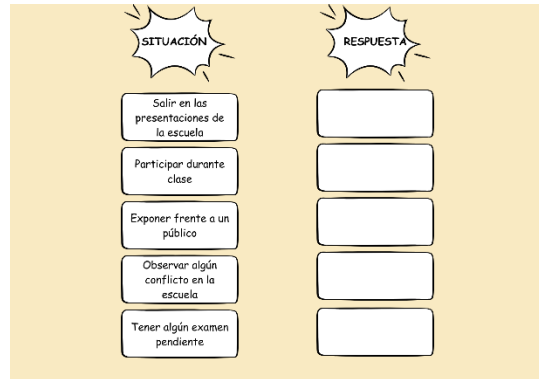 SITUACIÓN
RESPUESTA
Salir en las
presentaciones de
la escuela
Participar durante
clase
Exponer frente a un
público
Observar algún
conflicto en la
escuela
Tener algún examen
pendiente